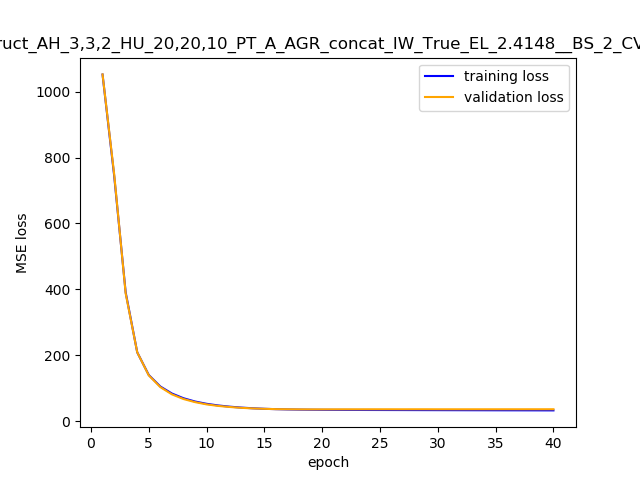 ruct_AH_3,3,2_HU_20,20,10_PT_A_AGR_concat_IW_True_EL_2.4148__BS_2_CV
training loss
validation loss
MSE loss
1000
800
600
400
200
0
0 5 10 15 20 25 30 35 40
epoch